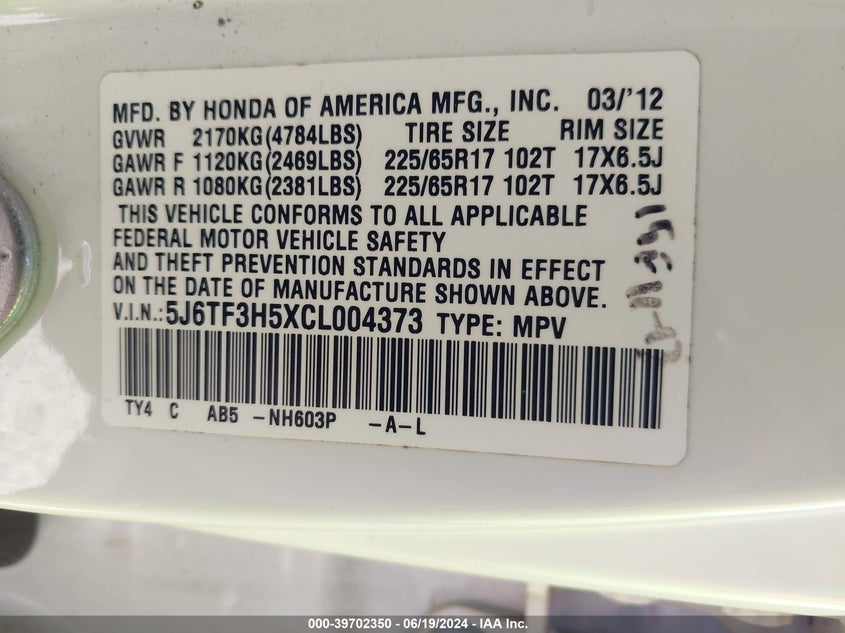 MFD. BY HONDA OF AMERICA MFG., INC. 03/'12
GVWR 2170KG(4784LBS) TIRE SIZE RIM SIZE
GAWR F 1120KG(2469LBS) 225/65R17 102T 17X6.5J
GAWR R 1080KG(2381LBS) 225/65R17 102T 17X6.5J
THIS VEHICLE CONFORMS TO ALL APPLICABLE
FEDERAL MOTOR VEHICLE SAFETY
AND THEFT PREVENTION STANDARDS IN EFFECT
ON THE DATE OF MANUFACTURE SHOWN ABOVE.
V.I.N.:5J6TF3H5XCL004373 TYPE: MPV
TY4 C AB5 -NH603P -A-L
000-39702350 - 06/19/2024 - IAA Inc.